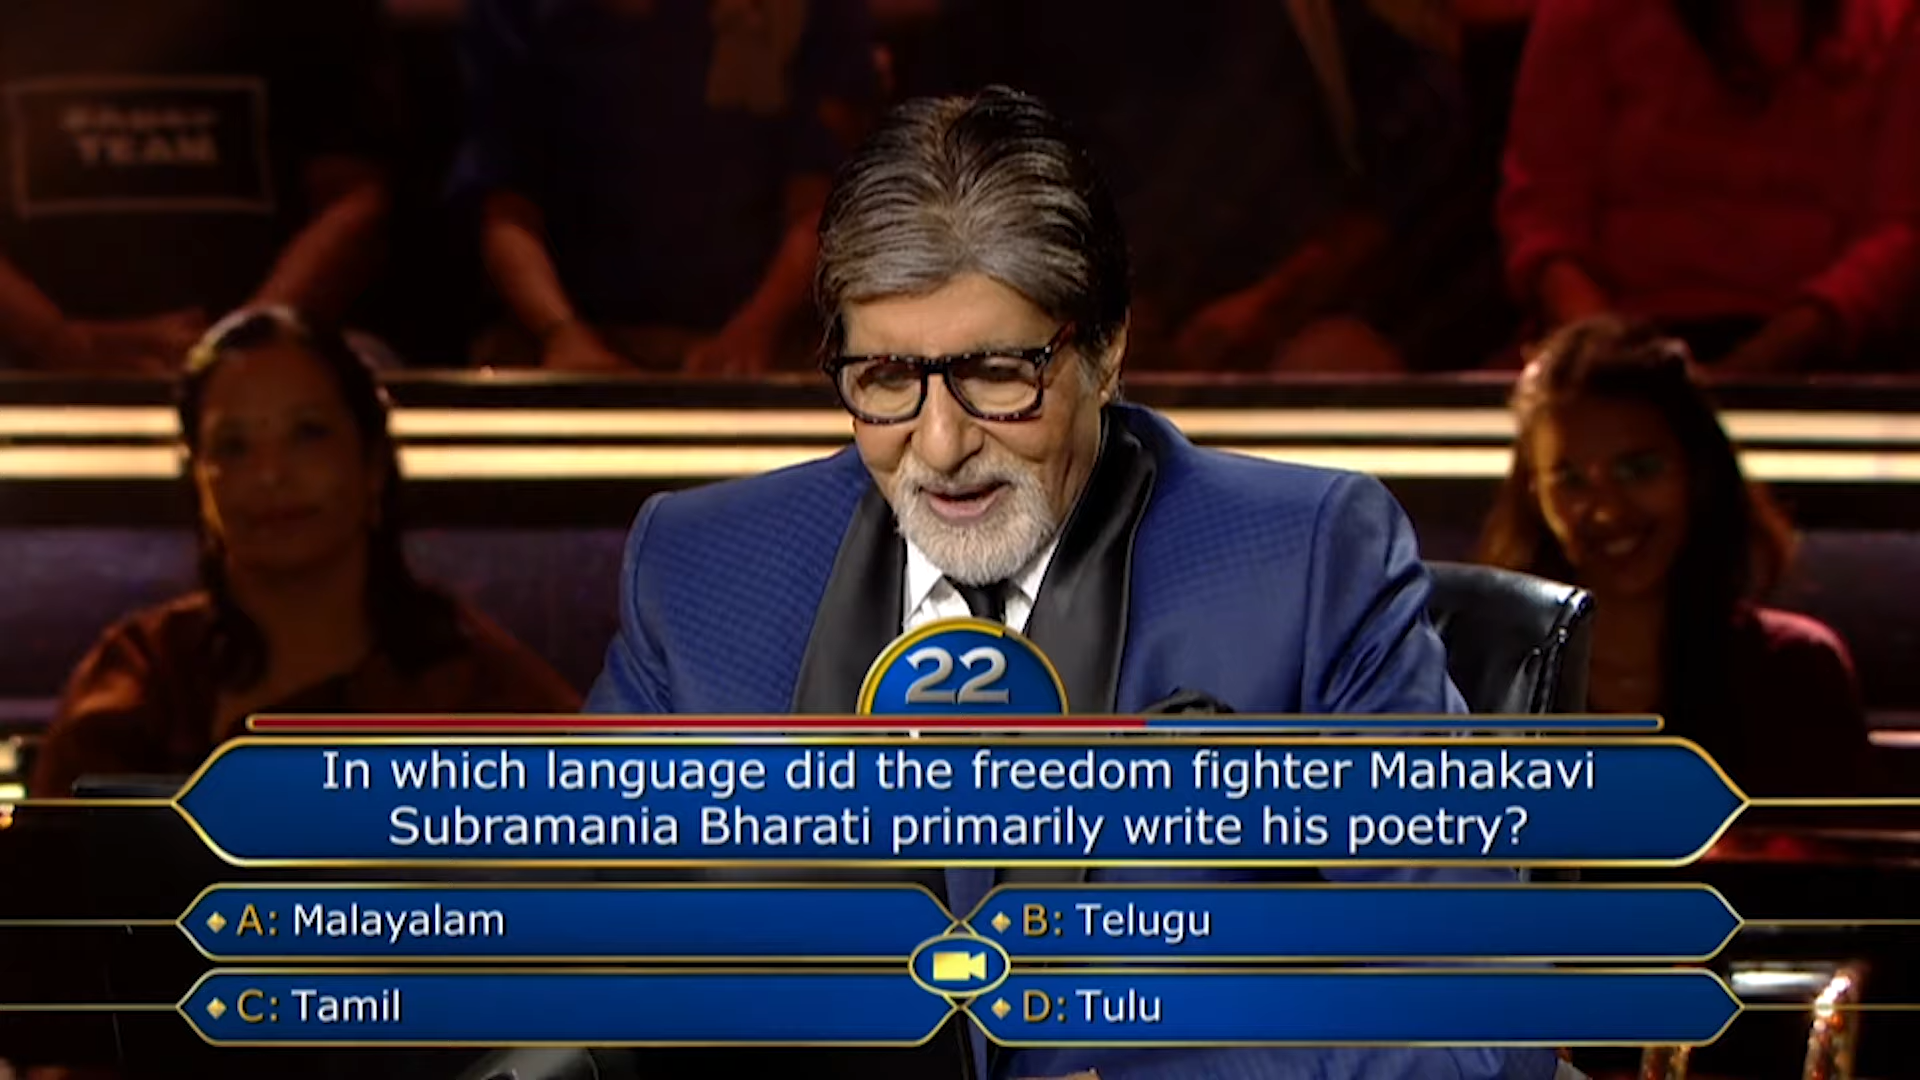 TEAM
22
In which language did the freedom fighter Mahakavi
Subramania Bharati primarily write his poetry?
A: Malayalam
B: Telugu
C: Tamil
D: Tulu